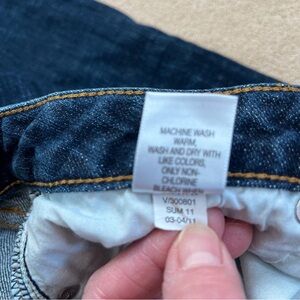 MACHINE WASH
WARM,
WASH AND DRY WITH
LIKE COLORS,
ONLY NON-
CHLORINE
BLEACH WHEN
V/300801
SUM 11
03-04/11